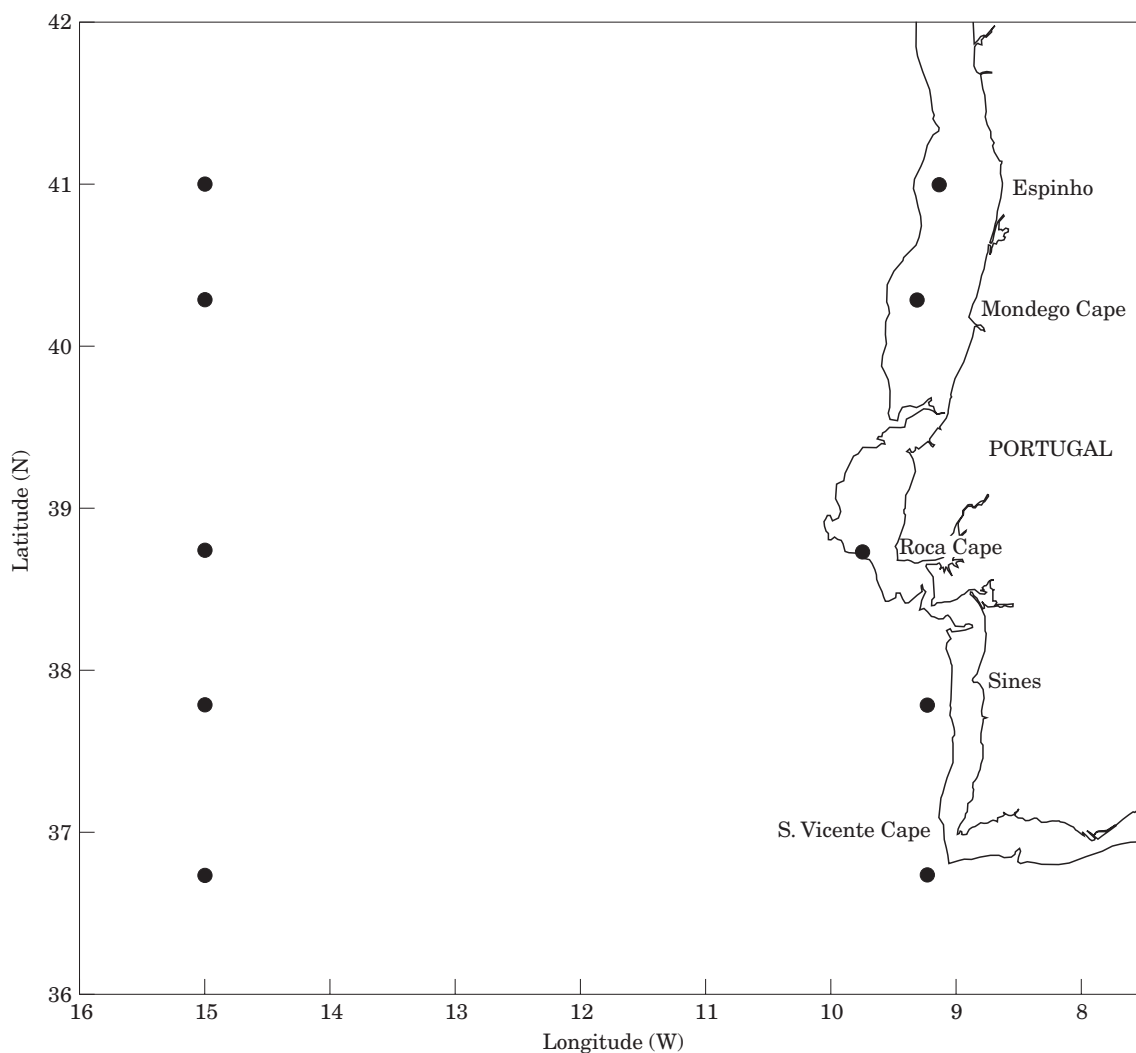 42
41
40
39
38
37
36
Latitude (N)
Espinho
Mondego Cape
PORTUGAL
Roca Cape
Sines
S. Vicente Cape
16
15
14
13
12
11
10
9
8
Longitude (W)